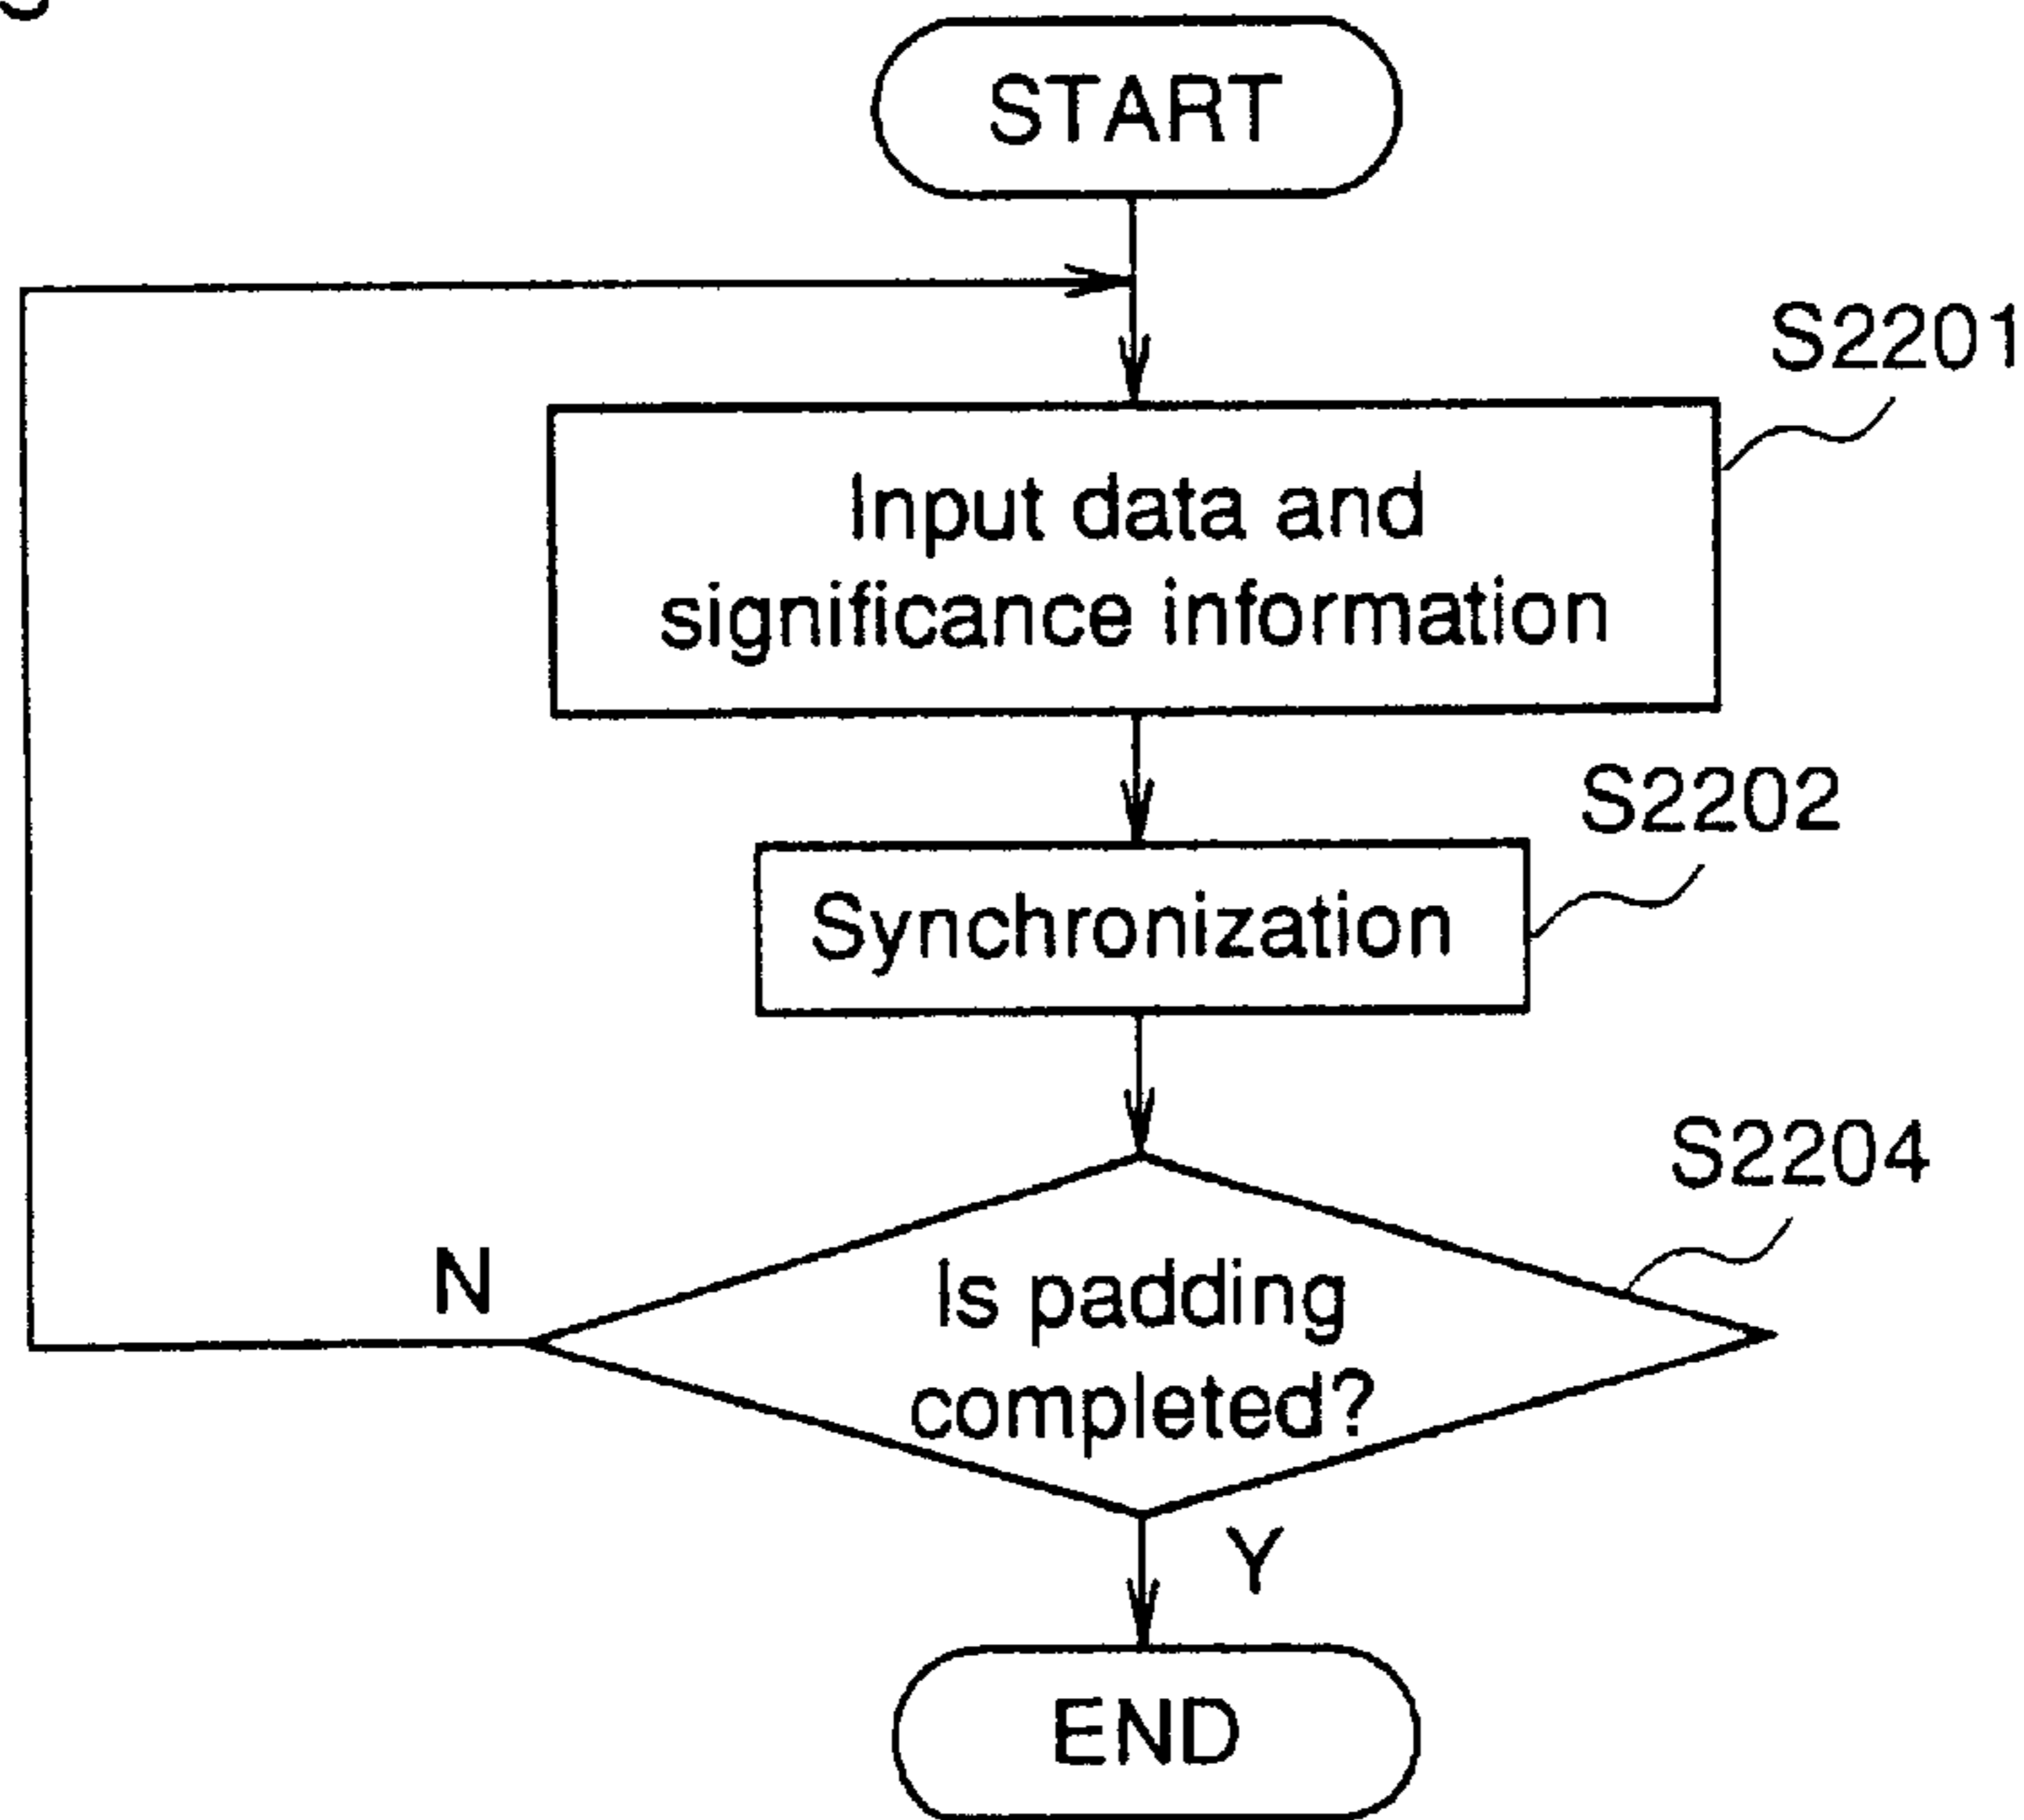 START
S2201
Input data and
significance information
S2202
Synchronization
S2204
N
Is padding
completed?
Y
END